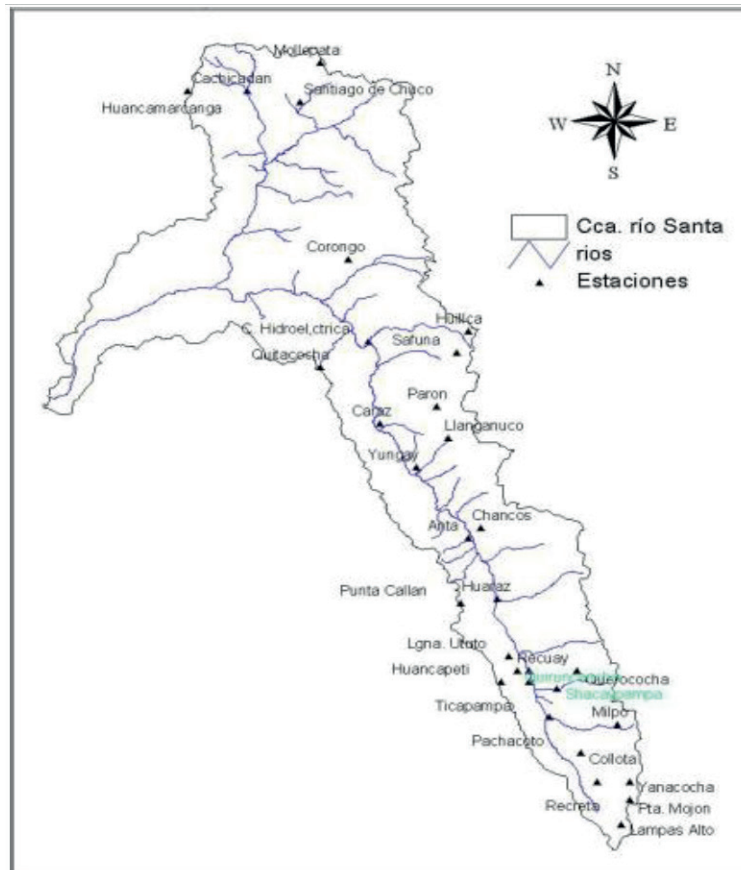 Mollepata
Cachicadan
Santiago de Chuco
Huancamarcanga
N
W
E
S
Cca. río Santa
rios
Estaciones
Corongo
C. Hidroel,ctrica
Huillca
Safuna
Quitacosha
Paron
Caraz
Llanganuco
Yungay
Chancos
Anta
Punta Callan
Huaraz
Lgna. Ututo
Recuay
Huancapeti
Querococha
Shacaypampa
Ticapampa
Milpo
Pachacoto
Collota
Yanacocha
Recreta
Pta. Mojon
Lampas Alto